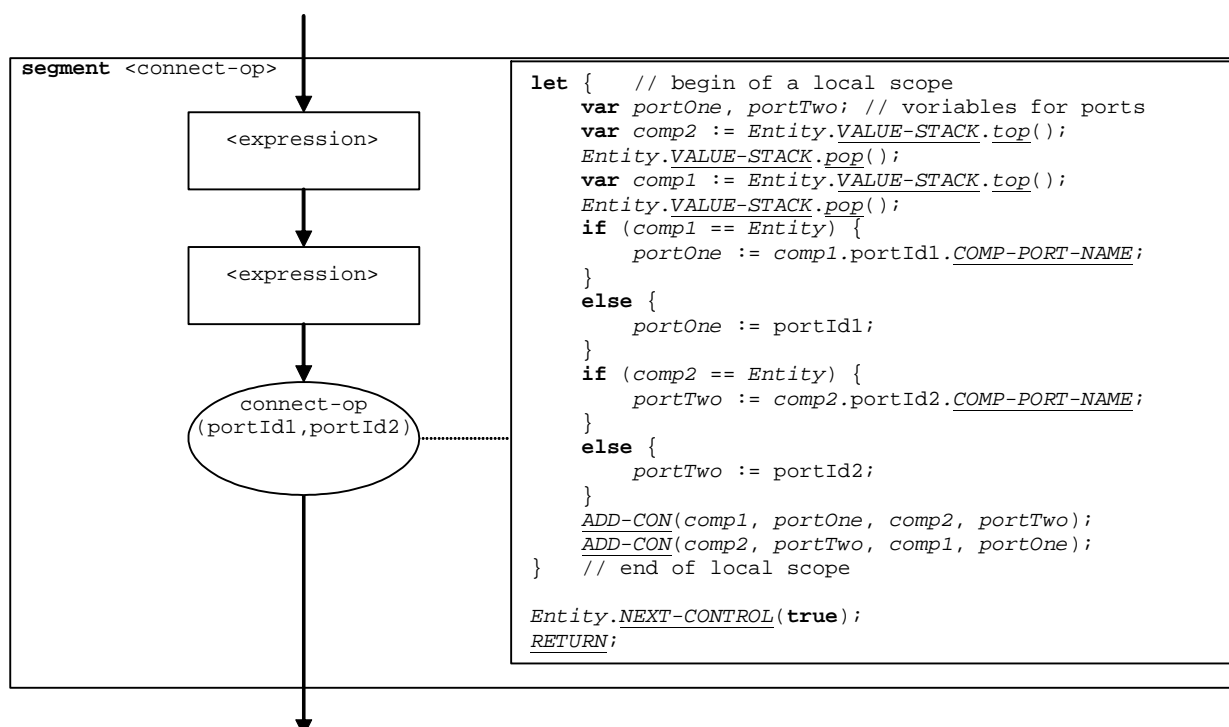 segment <connect-op>
<expression>
<expression>
connect-op
(portId1,portId2)
let {   // begin of a local scope
    var portOne, portTwo; // voriables for ports
    var comp2 := Entity.VALUE-STACK.top();
    Entity.VALUE-STACK.pop();
    var comp1 := Entity.VALUE-STACK.top();
    Entity.VALUE-STACK.pop();
    if (comp1 == Entity) {
        portOne := comp1.portId1.COMP-PORT-NAME;
    }
    else {
        portOne := portId1;
    }
    if (comp2 == Entity) {
        portTwo := comp2.portId2.COMP-PORT-NAME;
    }
    else {
        portTwo := portId2;
    }
    ADD-CON(comp1, portOne, comp2, portTwo);
    ADD-CON(comp2, portTwo, comp1, portOne);
}   // end of local scope
Entity.NEXT-CONTROL(true);
RETURN;